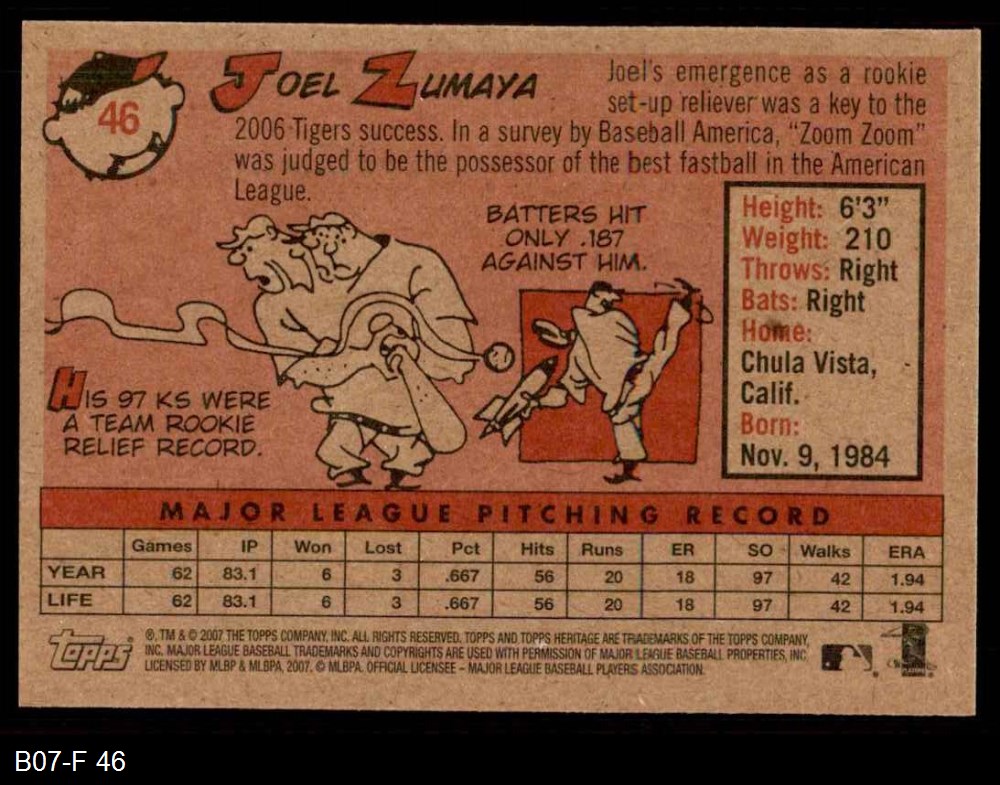 46
JOEL ZUMAYA
Joel's emergence as a rookie
set-up reliever was a key to the
2006 Tigers success. In a survey by Baseball America, "Zoom Zoom"
was judged to be the possessor of the best fastball in the American
League.
BATTERS HIT
ONLY .187
AGAINST HIM.
HIS 97 KS WERE
A TEAM ROOKIE
RELIEF RECORD.
Height: 6'3"
Weight: 210
Throws: Right
Bats: Right
Home:
Chula Vista,
Calif.
Born:
Nov. 9, 1984
MAJOR LEAGUE PITCHING RECORD
Games IP Won Lost Pct Hits Runs ER SO Walks ERA
YEAR 62 83.1 6 3 .667 56 20 18 97 42 1.94
LIFE 62 83.1 6 3 .667 56 20 18 97 42 1.94
Topps
®, TM & © 2007 THE TOPPS COMPANY, INC. ALL RIGHTS RESERVED. TOPPS AND TOPPS HERITAGE ARE TRADEMARKS OF THE TOPPS COMPANY,
INC. MAJOR LEAGUE BASEBALL TRADEMARKS AND COPYRIGHTS ARE USED WITH PERMISSION OF MAJOR LEAGUE BASEBALL PROPERTIES, INC.
LICENSED BY MLBP & MLBPA, 2007. © MLBPA. OFFICIAL LICENSEE – MAJOR LEAGUE BASEBALL PLAYERS ASSOCIATION.
B07-F 46